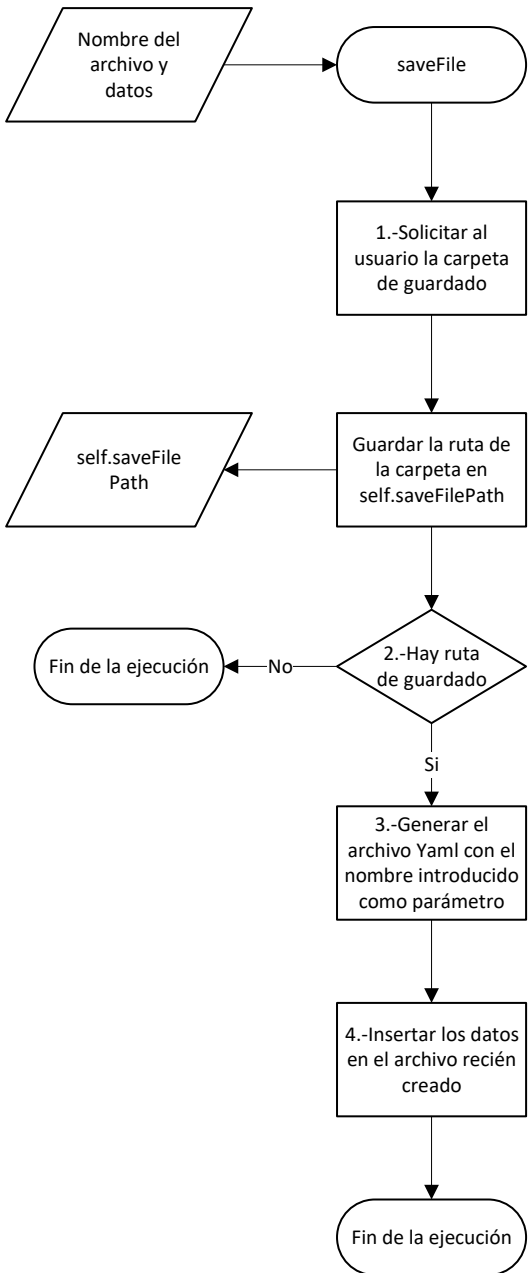 Nombre del
archivo y
datos
saveFile
1.-Solicitar al
usuario la carpeta
de guardado
self.saveFile
Path
Guardar la ruta de
la carpeta en
self.saveFilePath
Fin de la ejecución
No
2.-Hay ruta
de guardado
Si
3.-Generar el
archivo Yaml con el
nombre introducido
como parámetro
4.-Insertar los datos
en el archivo recién
creado
Fin de la ejecución